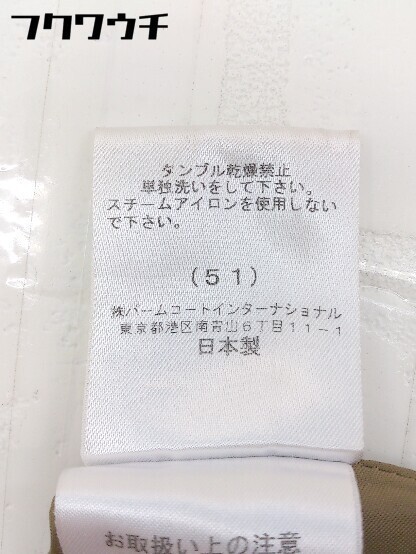 フクワウチ
タンブル乾燥禁止
単独洗いをして下さい。
スチームアイロンを使用しない
で下さい。
(51)
㈱パームコートインターナショナル
東京都港区南青山6丁目11-1
日本製
お取扱い上の注意